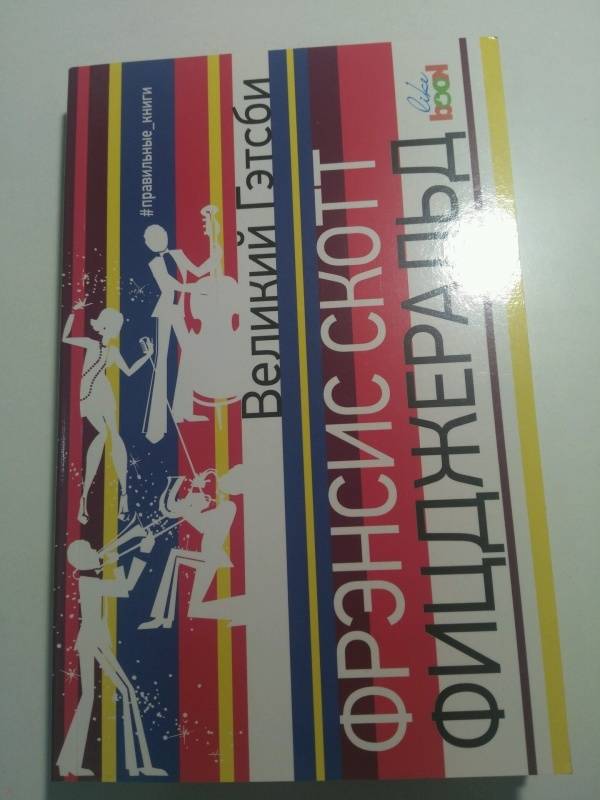 #правильные_книги
Великий Гэтсби
ФРЭНСИС СКОТТ
ФИЦДЖЕРАЛЬД
like
book